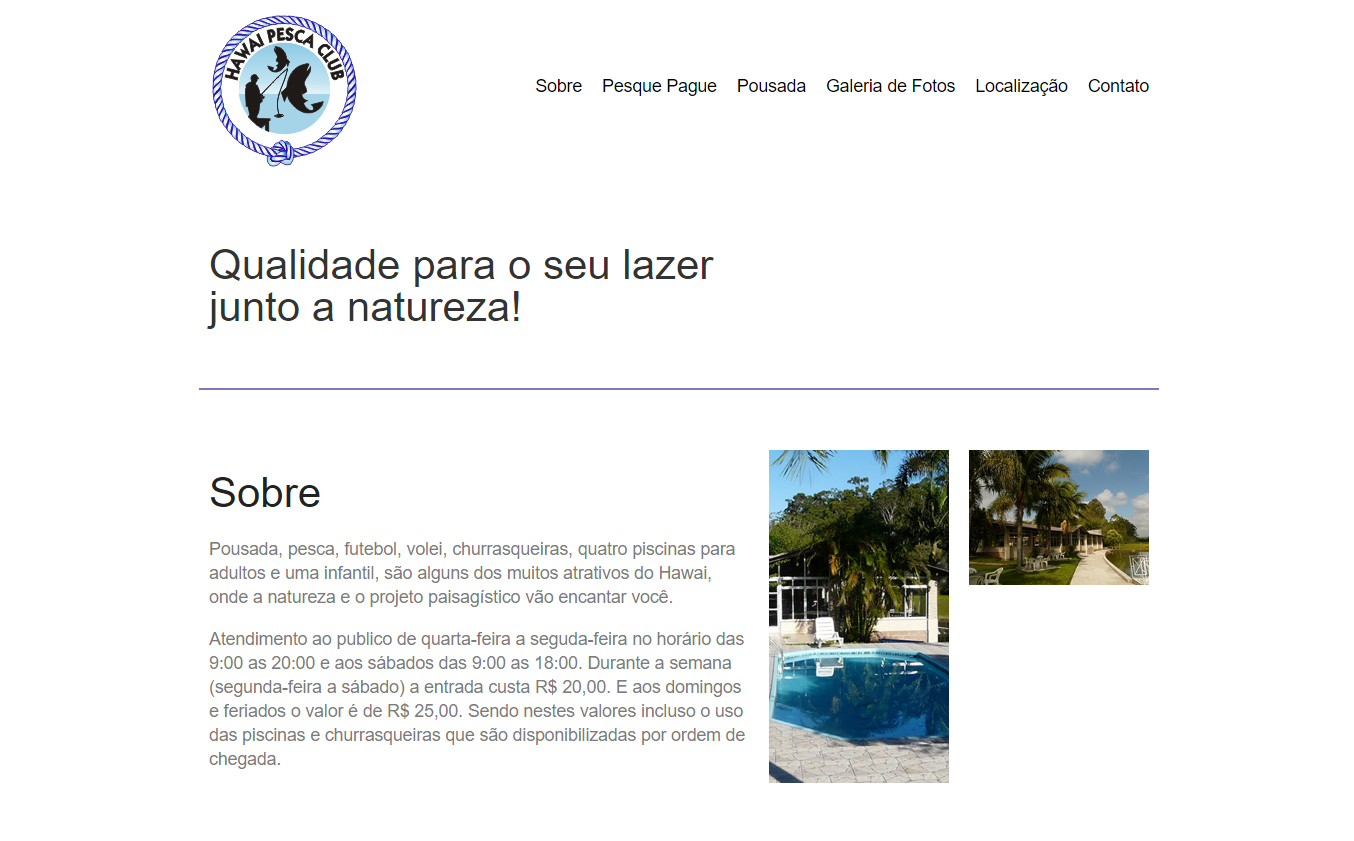 HAWAI PESCA CLUB
Sobre Pesque Pague Pousada Galeria de Fotos Localização Contato
Qualidade para o seu lazer
junto a natureza!
Sobre
Pousada, pesca, futebol, volei, churrasqueiras, quatro piscinas para
adultos e uma infantil, são alguns dos muitos atrativos do Hawai,
onde a natureza e o projeto paisagístico vão encantar você.
Atendimento ao publico de quarta-feira a seguda-feira no horário das
9:00 as 20:00 e aos sábados das 9:00 as 18:00. Durante a semana
(segunda-feira a sábado) a entrada custa R$ 20,00. E aos domingos
e feriados o valor é de R$ 25,00. Sendo nestes valores incluso o uso
das piscinas e churrasqueiras que são disponibilizadas por ordem de
chegada.